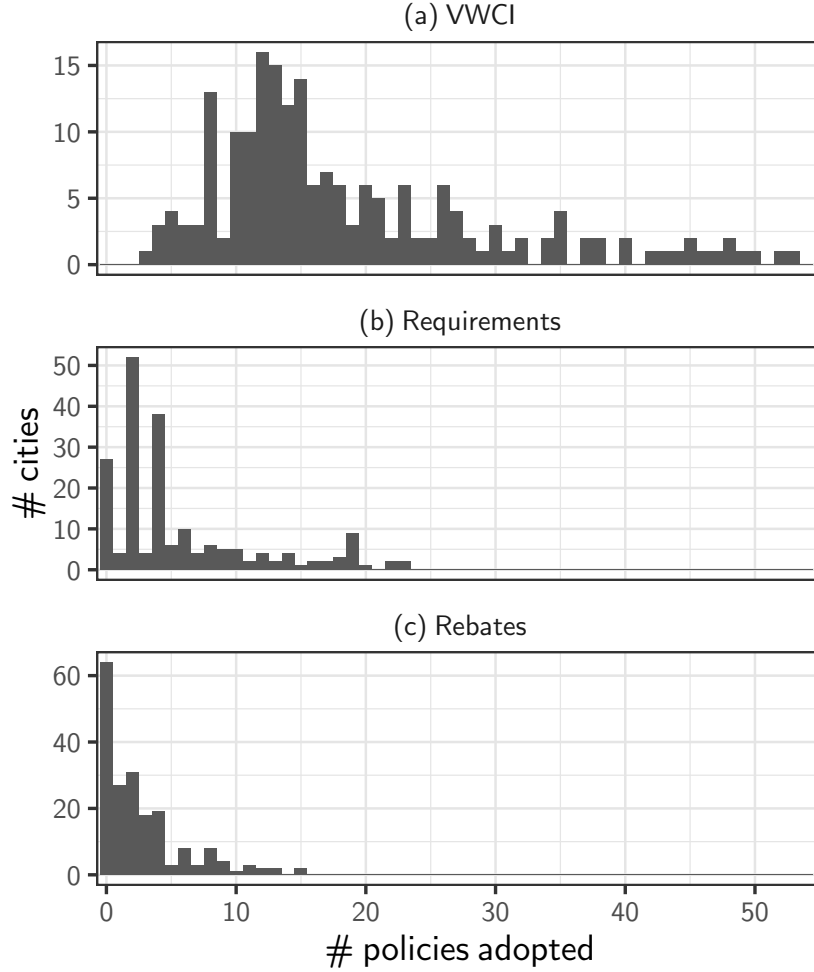 (a) VWCI
15
10
5
0
(b) Requirements
50
40
30
20
10
0
# cities
(c) Rebates
60
40
20
0
0 10 20 30 40 50
# policies adopted